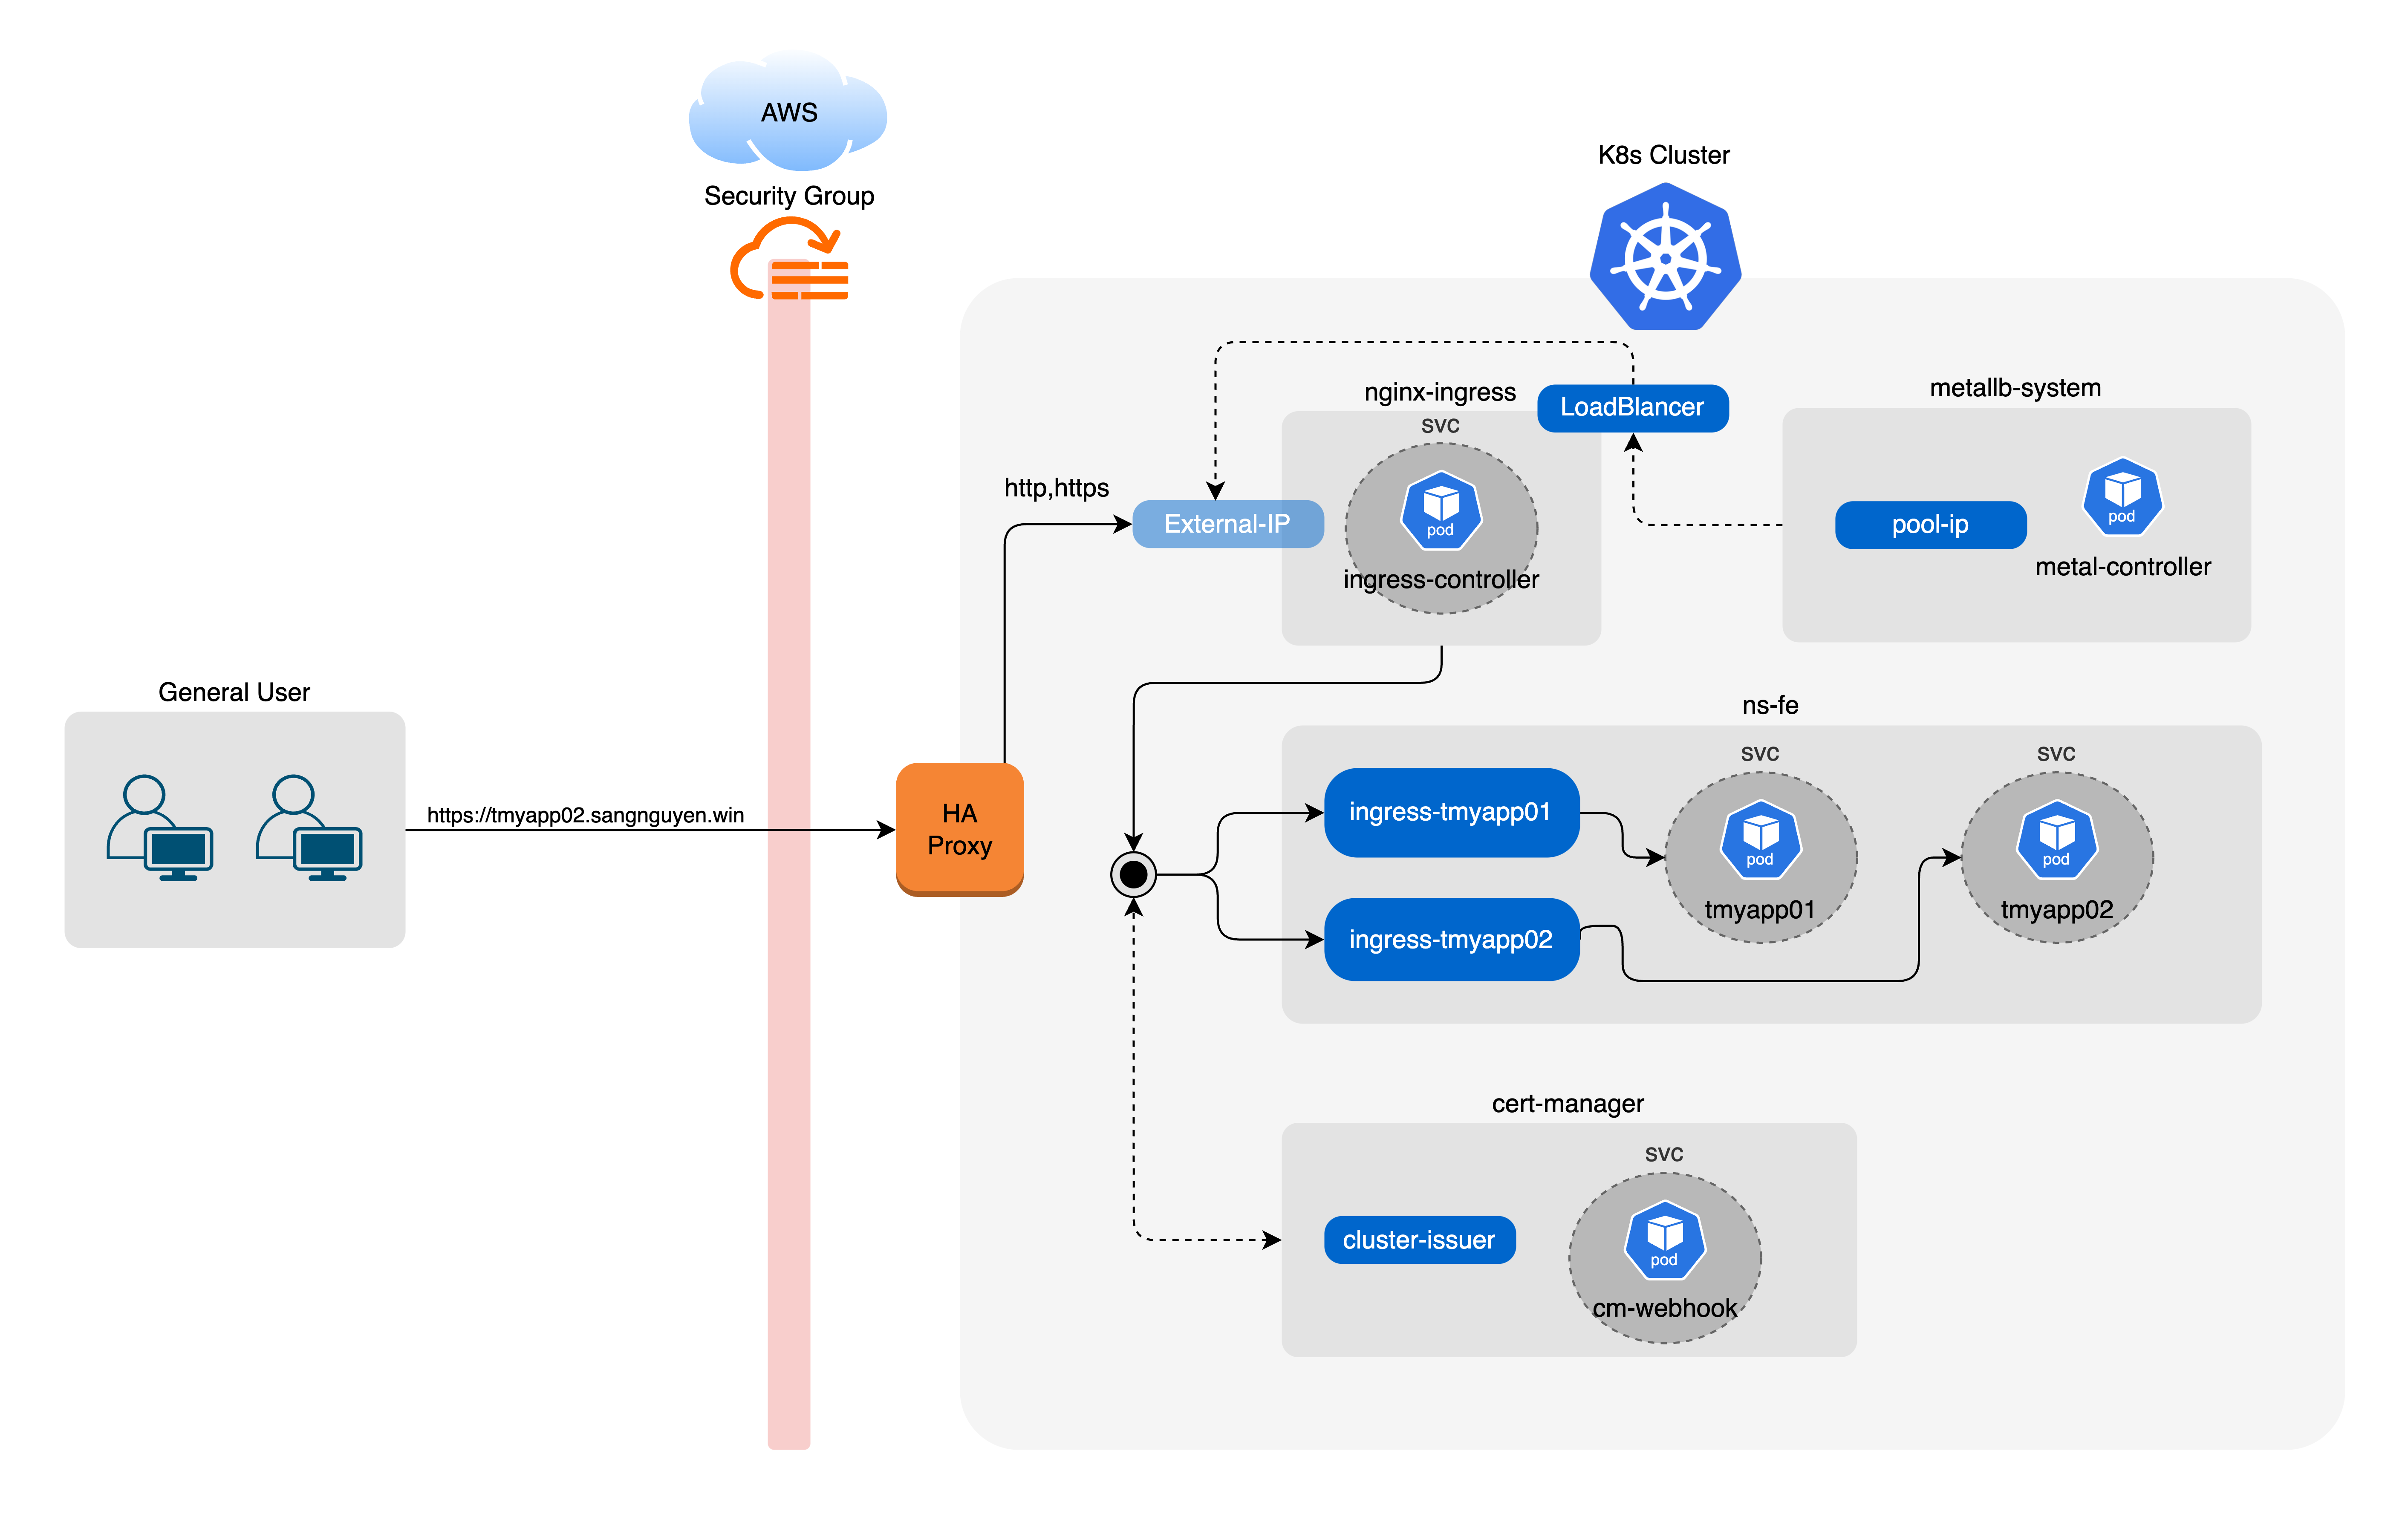 AWS
Security Group
K8s Cluster
nginx-ingress
LoadBlancer
metallb-system
svc
http,https
External-IP
pod
ingress-controller
pool-ip
pod
metal-controller
General User
https://tmyapp02.sangnguyen.win
HA
Proxy
ns-fe
svc
svc
ingress-tmyapp01
pod
pod
tmyapp01
tmyapp02
ingress-tmyapp02
cert-manager
svc
cluster-issuer
pod
cm-webhook